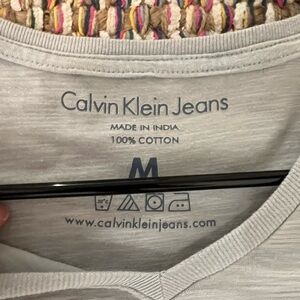 Calvin Klein Jeans
MADE IN INDIA
100% COTTON
M
www.calvinkleinjeans.com